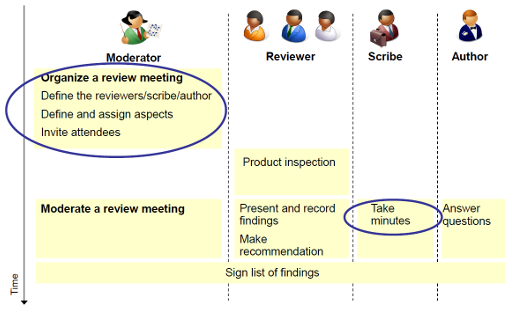 Moderator
Reviewer
Scribe
Author
Organize a review meeting
Define the reviewers/scribe/author
Define and assign aspects
Invite attendees
Product inspection
Moderate a review meeting
Present and record
findings
Make
recommendation
Take
minutes
Answer
questions
Sign list of findings
Time